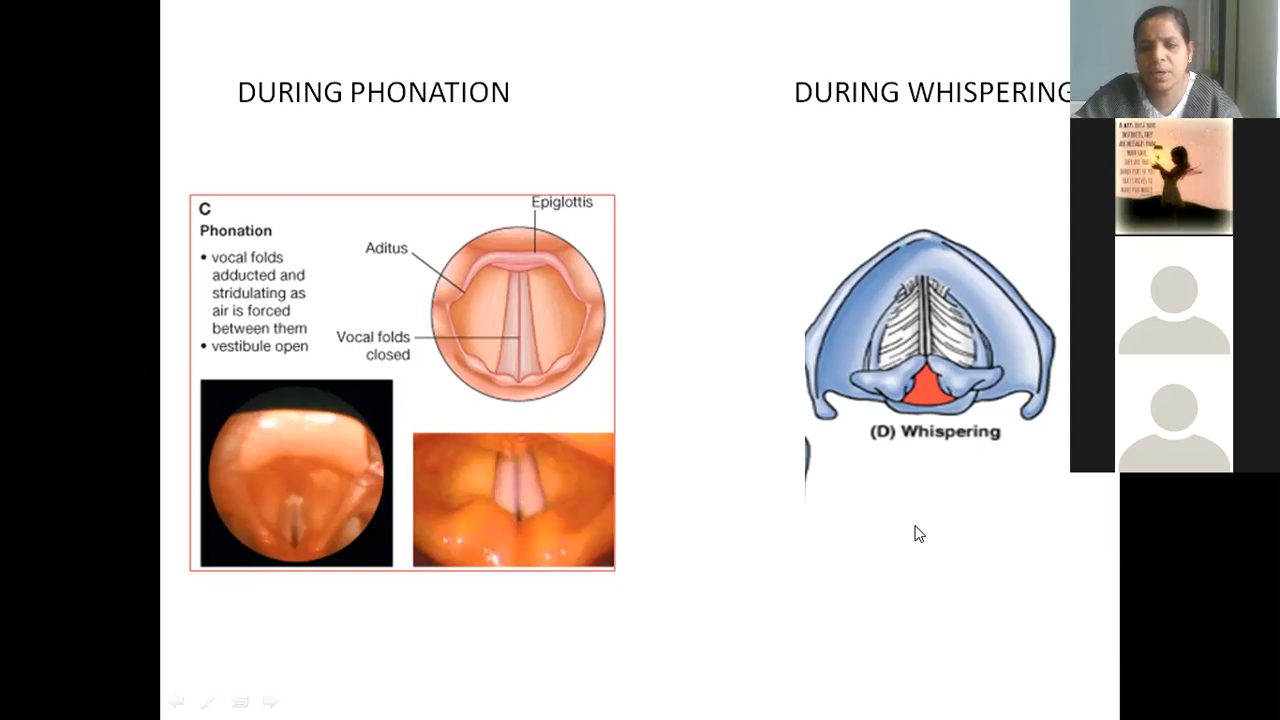 DURING PHONATION
DURING WHISPERING
C
Phonation
• vocal folds
adducted and
stridulating as
air is forced
between them
• vestibule open
Epiglottis
Aditus
Vocal folds
closed
(D) Whispering